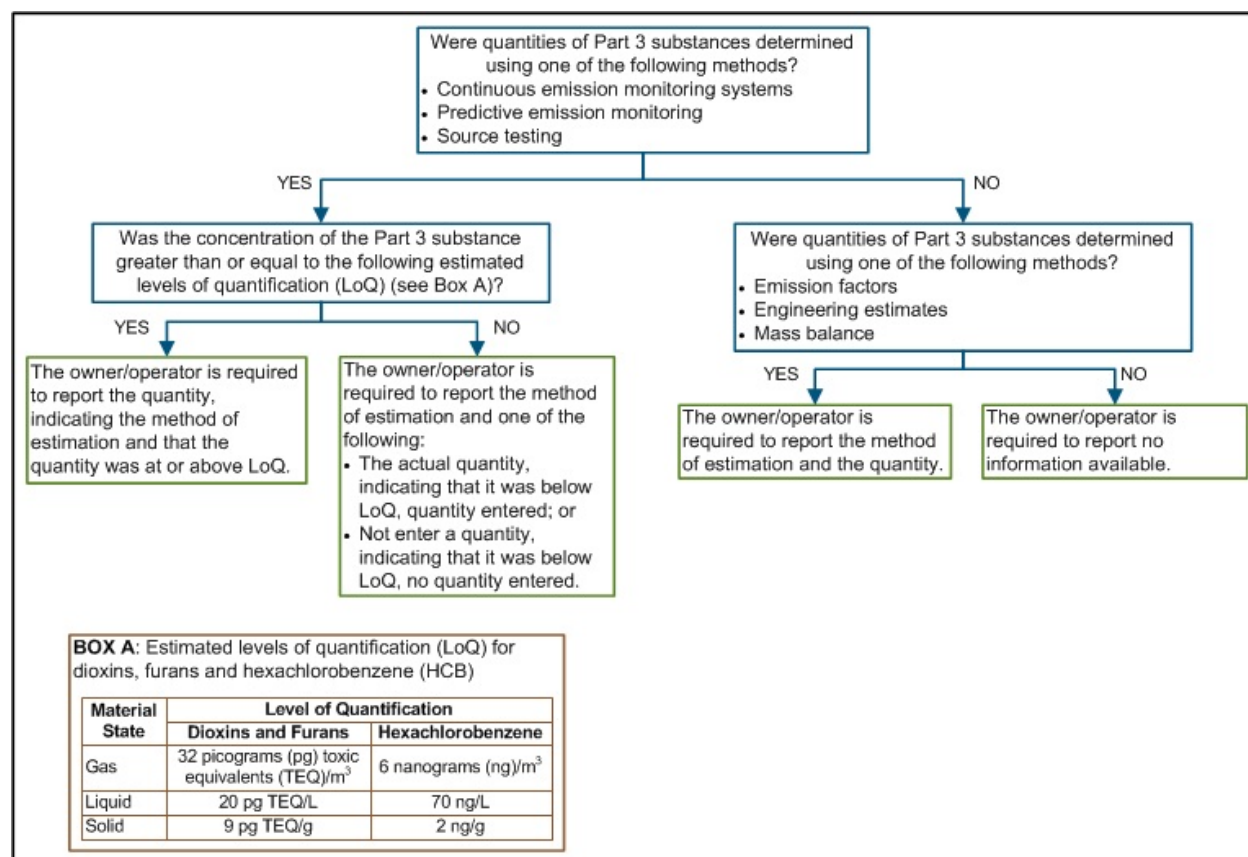 Were quantities of Part 3 substances determined
using one of the following methods?
• Continuous emission monitoring systems
• Predictive emission monitoring
• Source testing
YES
NO
Was the concentration of the Part 3 substance
greater than or equal to the following estimated
levels of quantification (LoQ) (see Box A)?
Were quantities of Part 3 substances determined
using one of the following methods?
• Emission factors
• Engineering estimates
• Mass balance
YES
NO
YES
NO
The owner/operator is required
to report the quantity,
indicating the method of
estimation and that the
quantity was at or above LoQ.
The owner/operator is
required to report the method
of estimation and one of the
following:
• The actual quantity,
indicating that it was below
LoQ, quantity entered; or
• Not enter a quantity,
indicating that it was below
LoQ, no quantity entered.
The owner/operator is
required to report the method
of estimation and the quantity.
The owner/operator is
required to report no
information available.
BOX A: Estimated levels of quantification (LoQ) for
dioxins, furans and hexachlorobenzene (HCB)
Material State
Level of Quantification
Dioxins and Furans Hexachlorobenzene
Gas 32 picograms (pg) toxic equivalents (TEQ)/m³ 6 nanograms (ng)/m³
Liquid 20 pg TEQ/L 70 ng/L
Solid 9 pg TEQ/g 2 ng/g